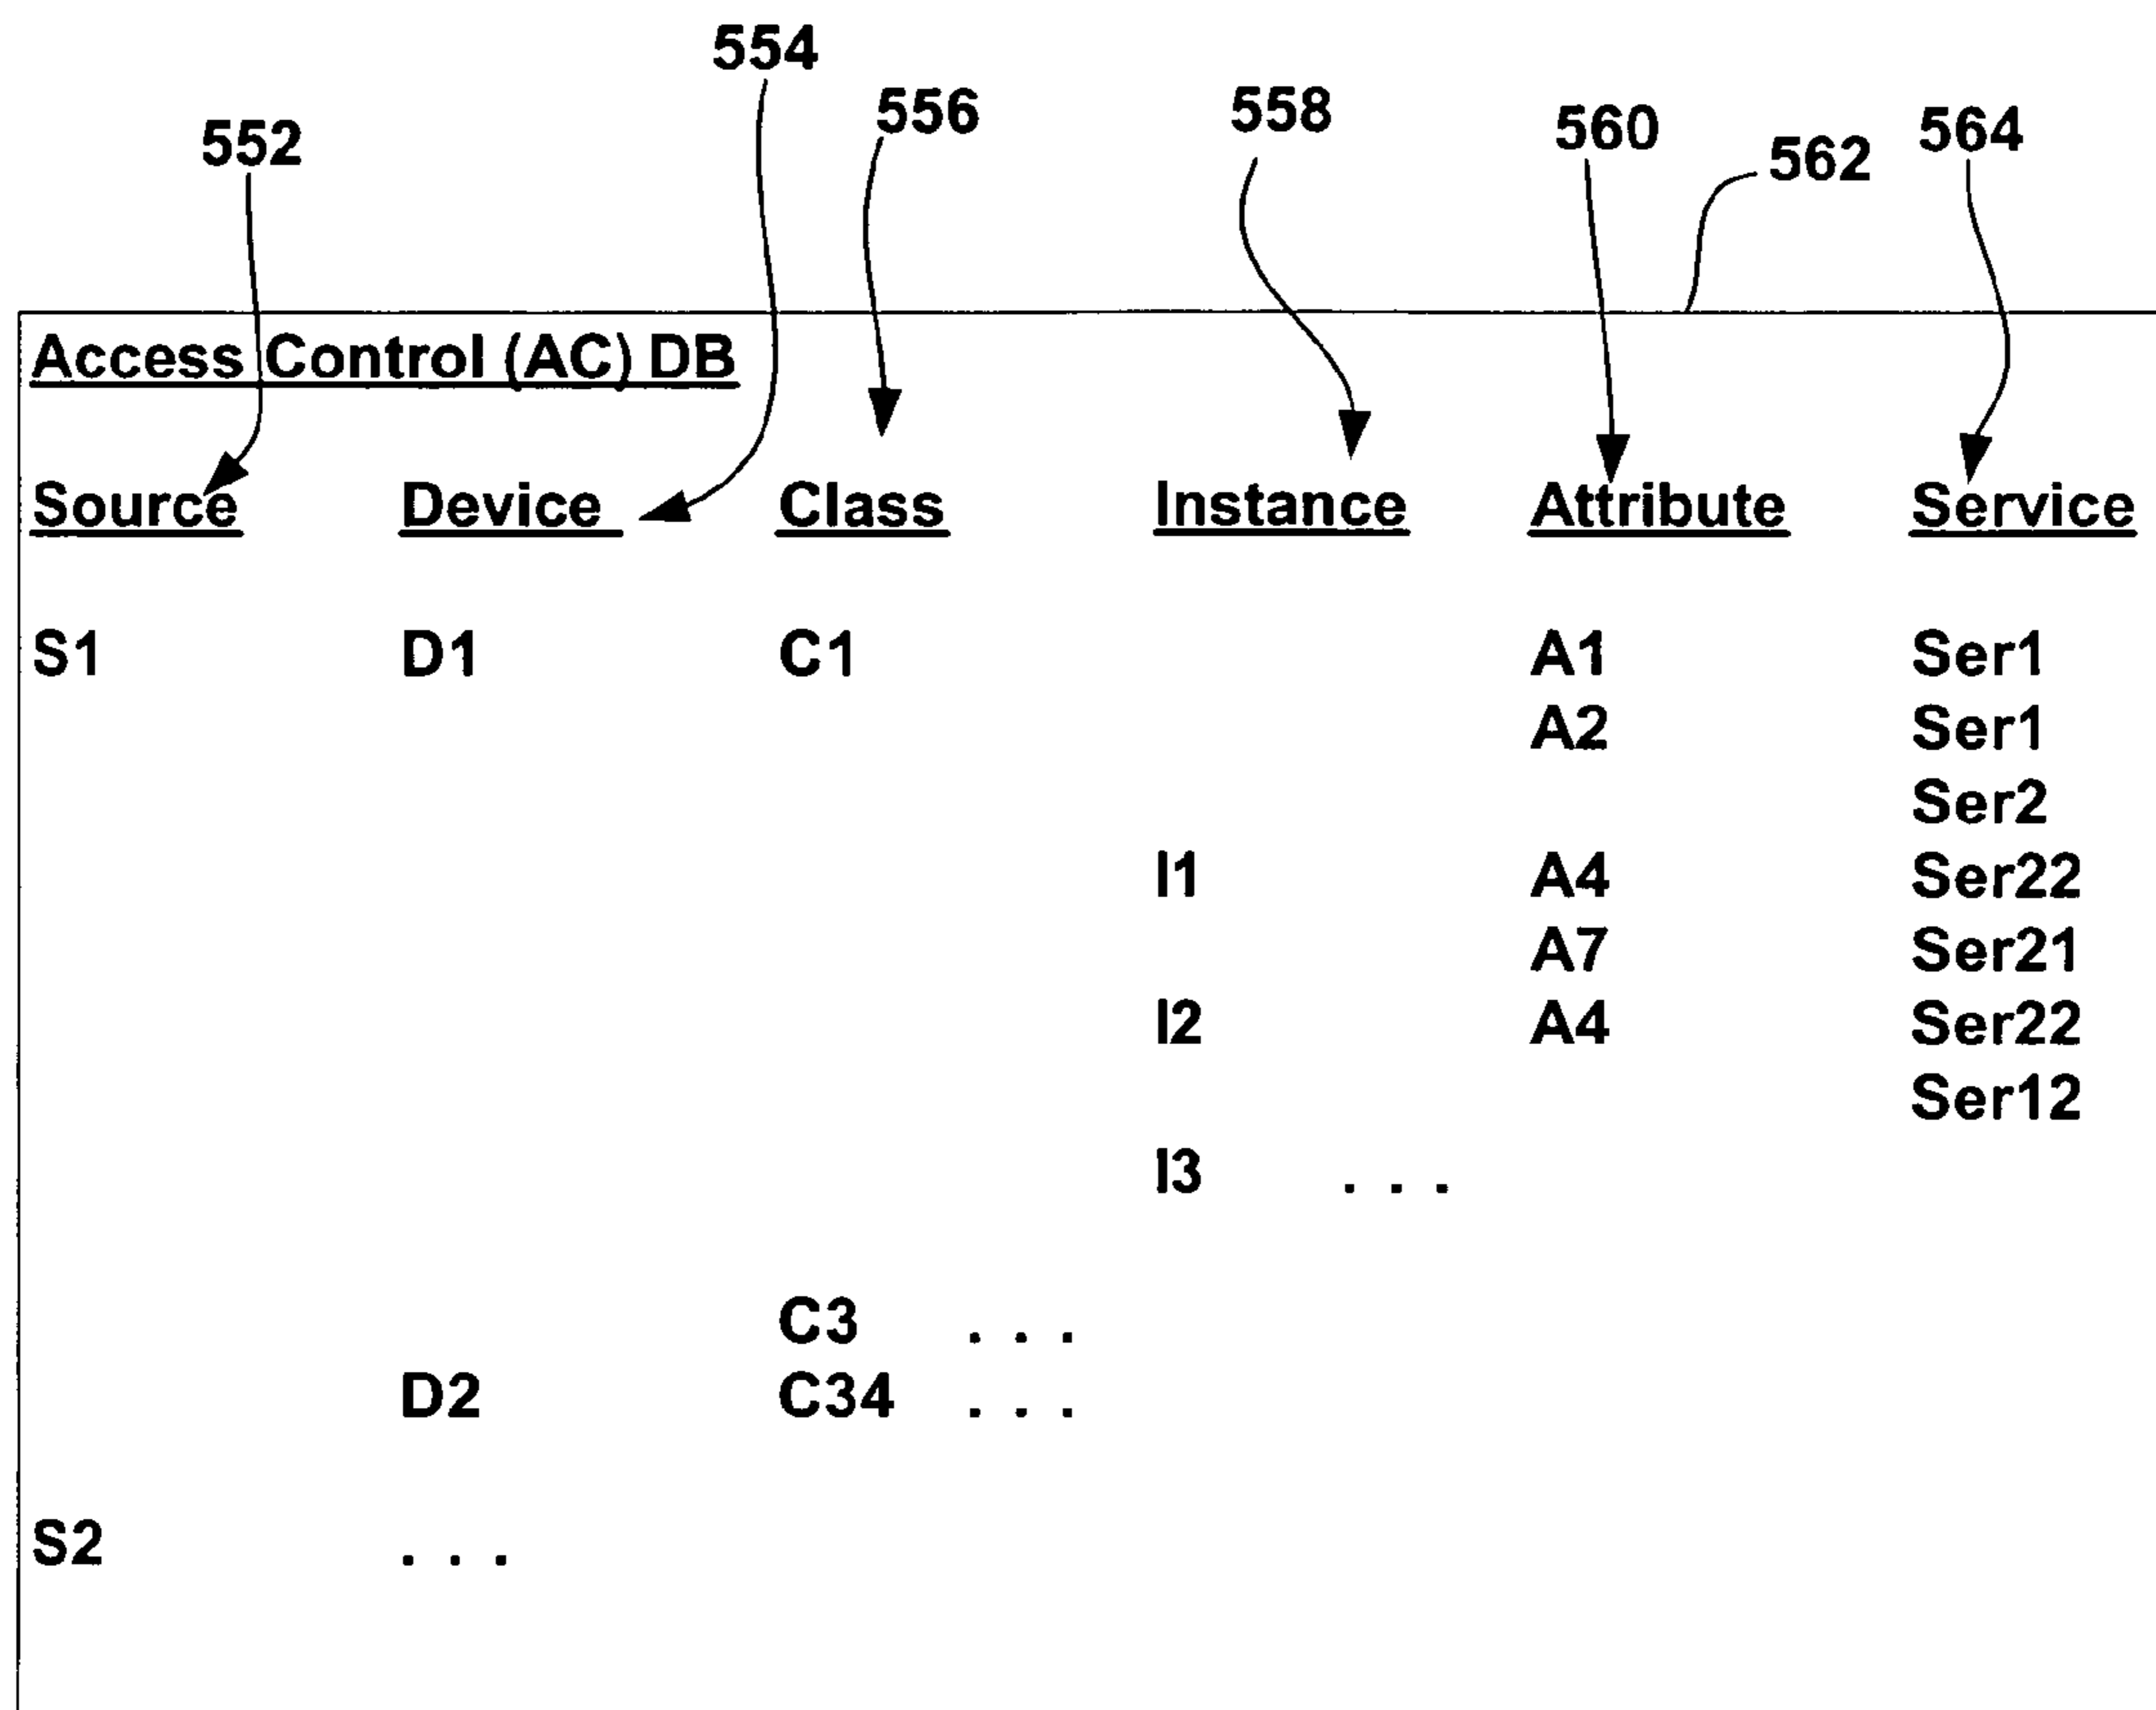 554
556
558
560
564
552
562
Access Control (AC) DB
Source Device Class Instance Attribute Service
S1 D1 C1 A1 Ser1
A2 Ser1
Ser2
I1 A4 Ser22
A7 Ser21
I2 A4 Ser22
Ser12
I3 . . .
C3 . . .
D2 C34 . . .
S2 . . .